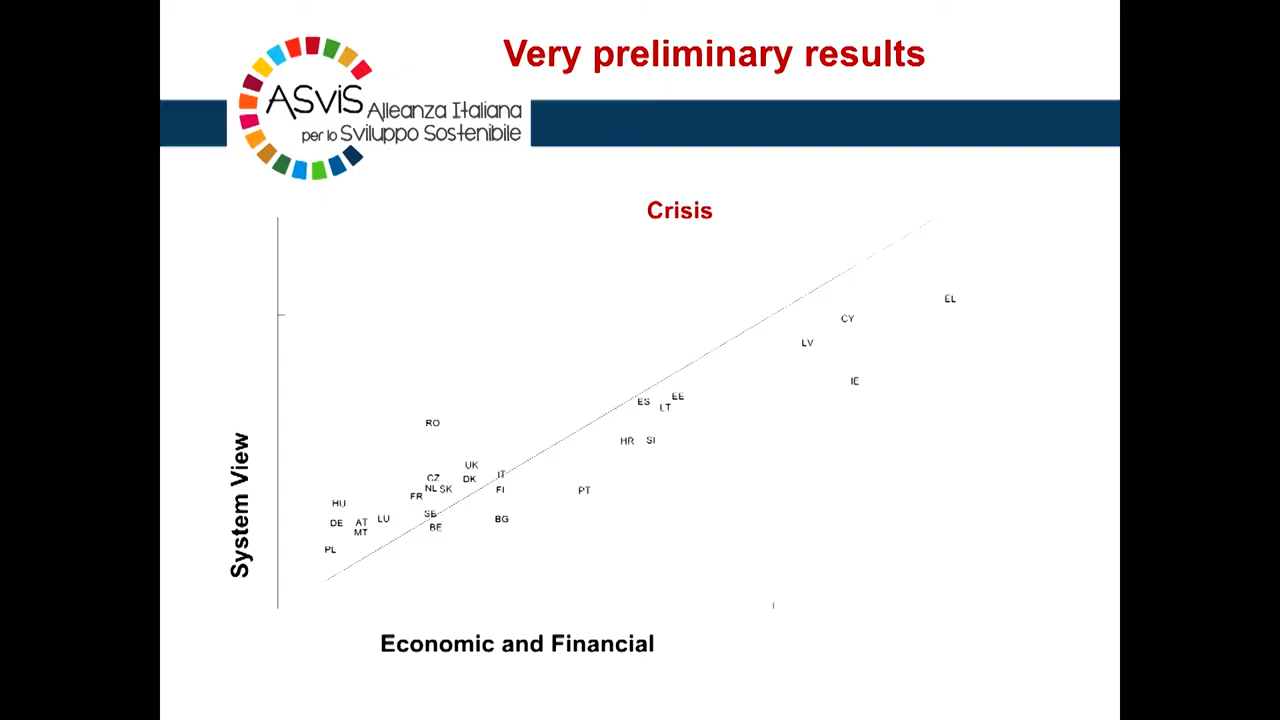 Very preliminary results
ASviS Alleanza Italiana
per lo Sviluppo Sostenibile
Crisis
EL
CY
LV
IE
EE
ES
LT
RO
HR SI
UK
IT
CZ DK
NL SK FI PT
FR
HU
SE
LU BG
DE AT
BE
MT
PL
System View
Economic and Financial